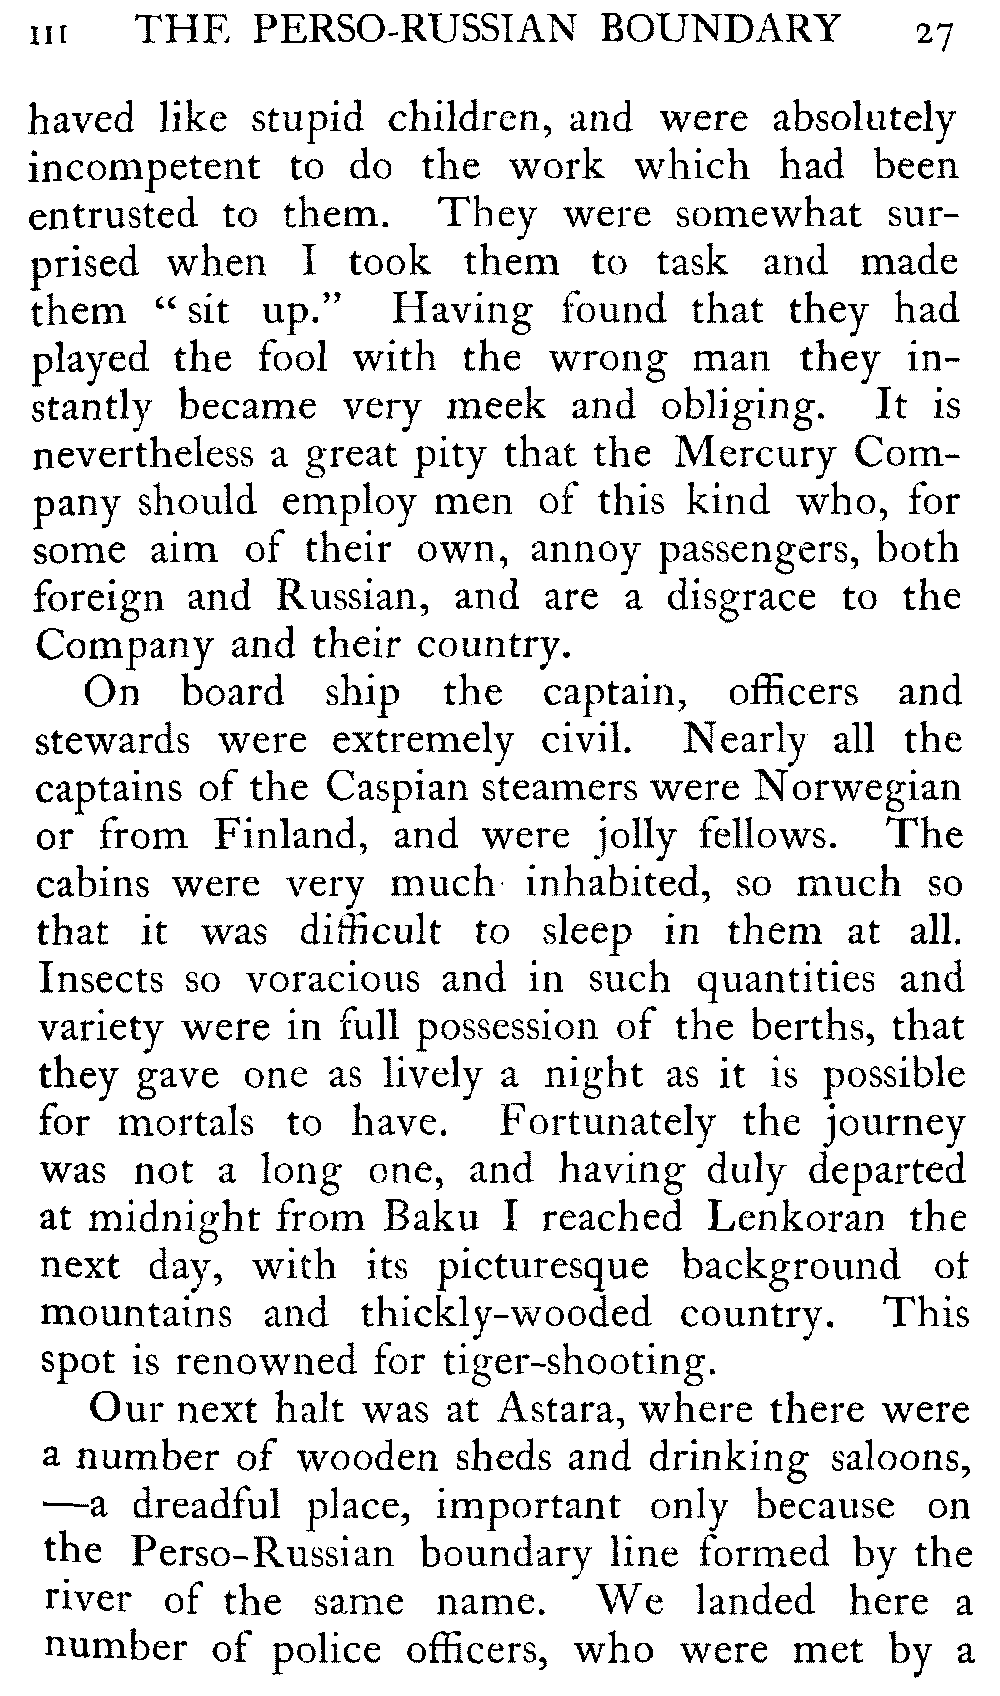 III THE PERSO-RUSSIAN BOUNDARY 27
haved like stupid children, and were absolutely
incompetent to do the work which had been
entrusted to them. They were somewhat sur-
prised when I took them to task and made
them “sit up.” Having found that they had
played the fool with the wrong man they in-
stantly became very meek and obliging. It is
nevertheless a great pity that the Mercury Com-
pany should employ men of this kind who, for
some aim of their own, annoy passengers, both
foreign and Russian, and are a disgrace to the
Company and their country.
On board ship the captain, officers and
stewards were extremely civil. Nearly all the
captains of the Caspian steamers were Norwegian
or from Finland, and were jolly fellows. The
cabins were very much inhabited, so much so
that it was difficult to sleep in them at all.
Insects so voracious and in such quantities and
variety were in full possession of the berths, that
they gave one as lively a night as it is possible
for mortals to have. Fortunately the journey
was not a long one, and having duly departed
at midnight from Baku I reached Lenkoran the
next day, with its picturesque background of
mountains and thickly-wooded country. This
spot is renowned for tiger-shooting.
Our next halt was at Astara, where there were
a number of wooden sheds and drinking saloons,
—a dreadful place, important only because on
the Perso-Russian boundary line formed by the
river of the same name. We landed here a
number of police officers, who were met by a